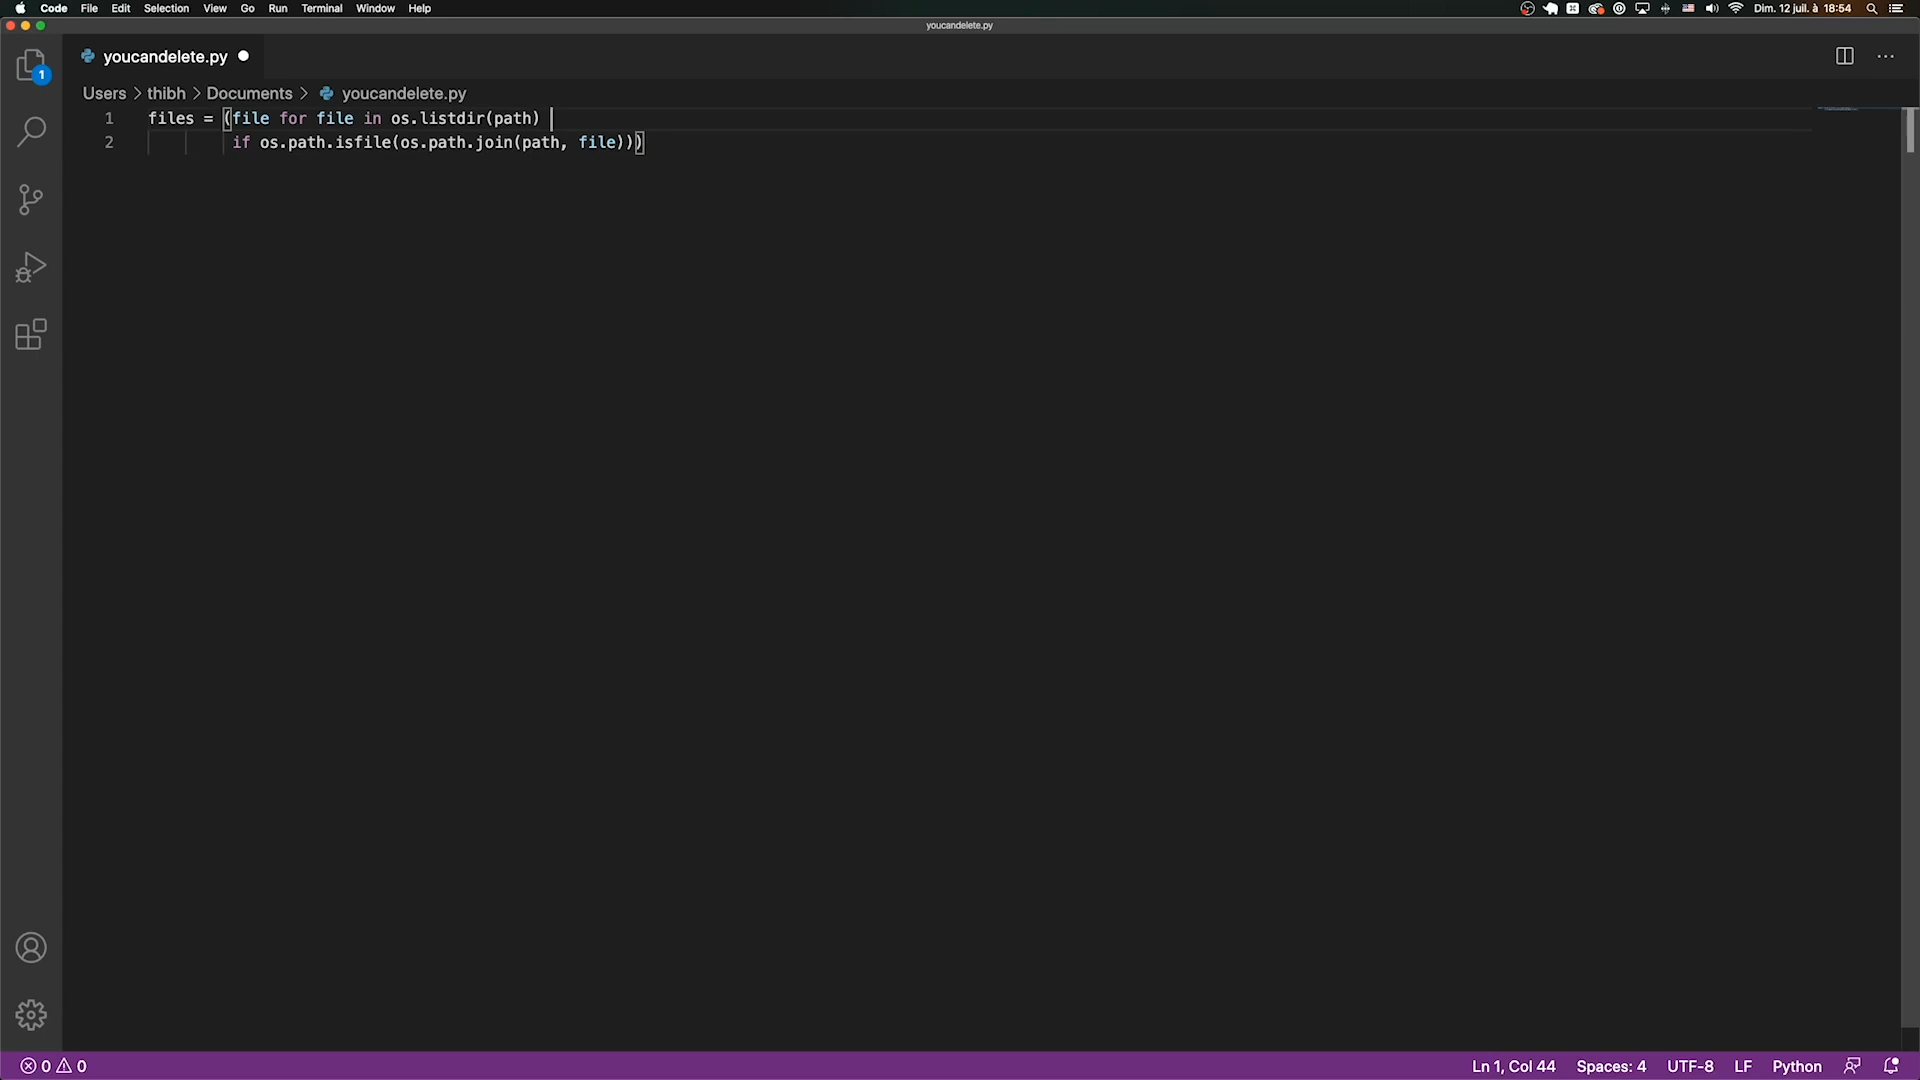 Code File Edit Selection View Go Run Terminal Window Help Dim. 12 juil. à 18:54
youcandelete.py
1
youcandelete.py
Users > thibh > Documents > youcandelete.py
1 files = (file for file in os.listdir(path)
2 if os.path.isfile(os.path.join(path, file)))
0 0 Ln 1, Col 44 Spaces: 4 UTF-8 LF Python